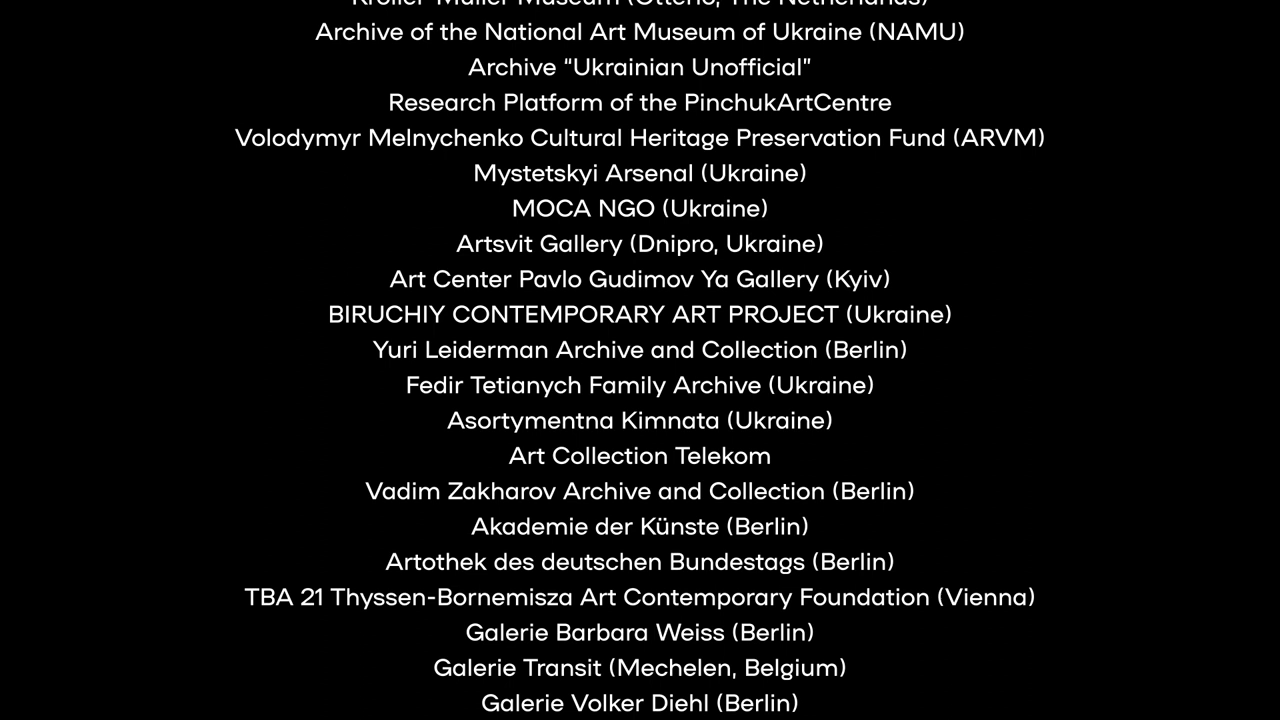 Kröller-Müller Museum (Otterlo, The Netherlands)
Archive of the National Art Museum of Ukraine (NAMU)
Archive “Ukrainian Unofficial”
Research Platform of the PinchukArtCentre
Volodymyr Melnychenko Cultural Heritage Preservation Fund (ARVM)
Mystetskyi Arsenal (Ukraine)
MOCA NGO (Ukraine)
Artsvit Gallery (Dnipro, Ukraine)
Art Center Pavlo Gudimov Ya Gallery (Kyiv)
BIRUCHIY CONTEMPORARY ART PROJECT (Ukraine)
Yuri Leiderman Archive and Collection (Berlin)
Fedir Tetianych Family Archive (Ukraine)
Asortymentna Kimnata (Ukraine)
Art Collection Telekom
Vadim Zakharov Archive and Collection (Berlin)
Akademie der Künste (Berlin)
Artothek des deutschen Bundestags (Berlin)
TBA 21 Thyssen-Bornemisza Art Contemporary Foundation (Vienna)
Galerie Barbara Weiss (Berlin)
Galerie Transit (Mechelen, Belgium)
Galerie Volker Diehl (Berlin)